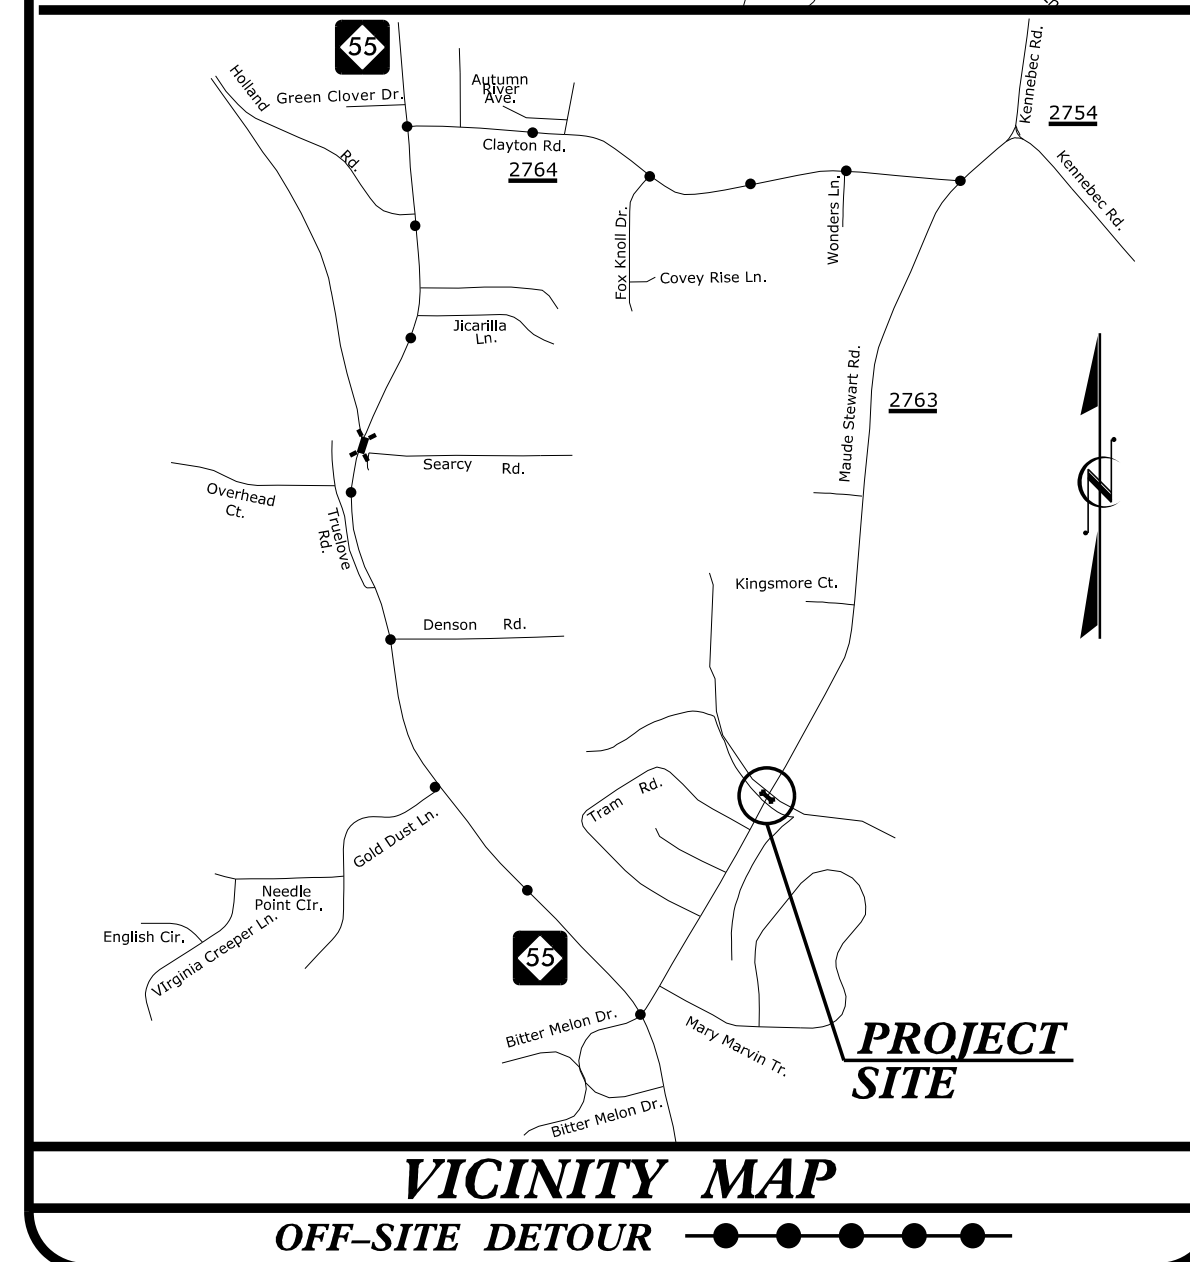 55
Holland
Rd.
Green Clover Dr.
Autumn
River
Ave.
Clayton Rd.
2764
Kennebec Rd.
2754
Kennebec Rd.
Fox Knoll Dr.
Wonders Ln.
Covey Rise Ln.
Jicarilla
Ln.
Maude Stewart Rd.
2763
Searcy Rd.
Overhead
Ct.
Truelove
Rd.
N
Kingsmore Ct.
Denson Rd.
Tram Rd.
Gold Dust Ln.
Needle
Point CIr.
English Cir.
VIrginia Creeper Ln.
55
Bitter Melon Dr.
Mary Marvin Tr.
Bitter Melon Dr.
PROJECT
SITE
VICINITY MAP
OFF–SITE DETOUR